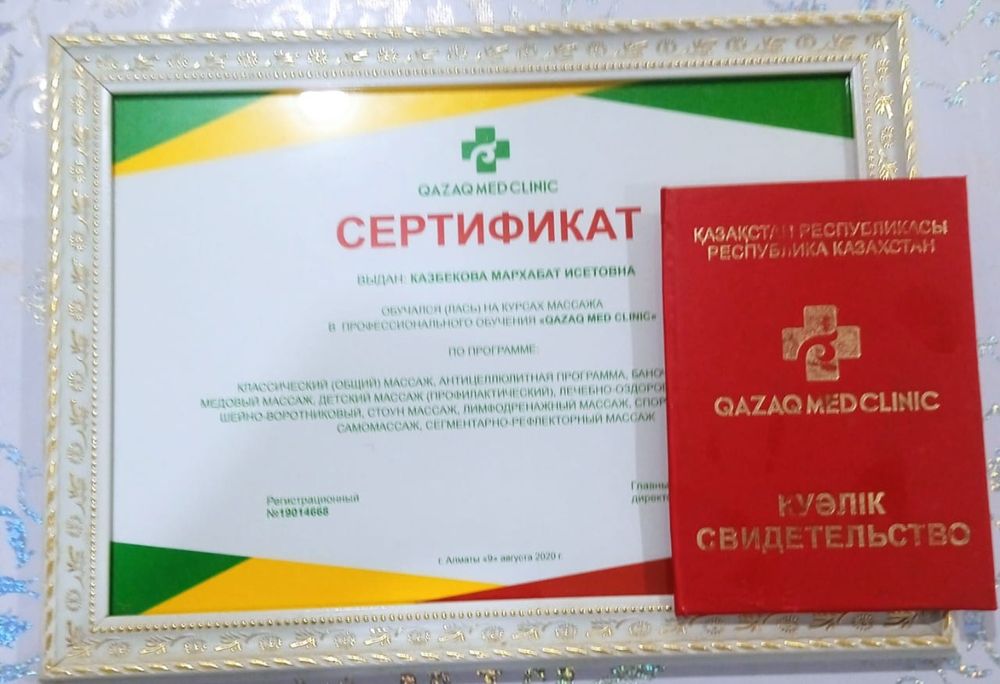 QAZAQ MED CLINIC
СЕРТИФИКАТ
ВЫДАН: КАЗБЕКОВА МАРХАБАТ ИСЕТОВНА
ОБУЧАЛСЯ (ЛАСЬ) НА КУРСАХ МАССАЖА
В ПРОФЕССИОНАЛЬНОГО ОБУЧЕНИЯ «QAZAQ MED CLINIC»
ПО ПРОГРАММЕ:
КЛАССИЧЕСКИЙ (ОБЩИЙ) МАССАЖ, АНТИЦЕЛЛЮЛИТНАЯ ПРОГРАММА,
МЕДОВЫЙ МАССАЖ, ДЕТСКИЙ МАССАЖ (ПРОФИЛАКТИЧЕСКИЙ),
ШЕЙНО-ВОРОТНИКОВЫЙ, СТОУН МАССАЖ, ЛИМФОДРЕНАЖНЫЙ МАССАЖ,
САМОМАССАЖ, СЕГМЕНТАРНО-РЕФЛЕКТОРНЫЙ МАССАЖ
Регистрационный
№19014668
г. Алматы «9» августа 2020 г.
ҚАЗАҚСТАН РЕСПУБЛИКАСЫ
РЕСПУБЛИКА КАЗАХСТАН
QAZAQ MED CLINIC
КУӘЛІК
СВИДЕТЕЛЬСТВО